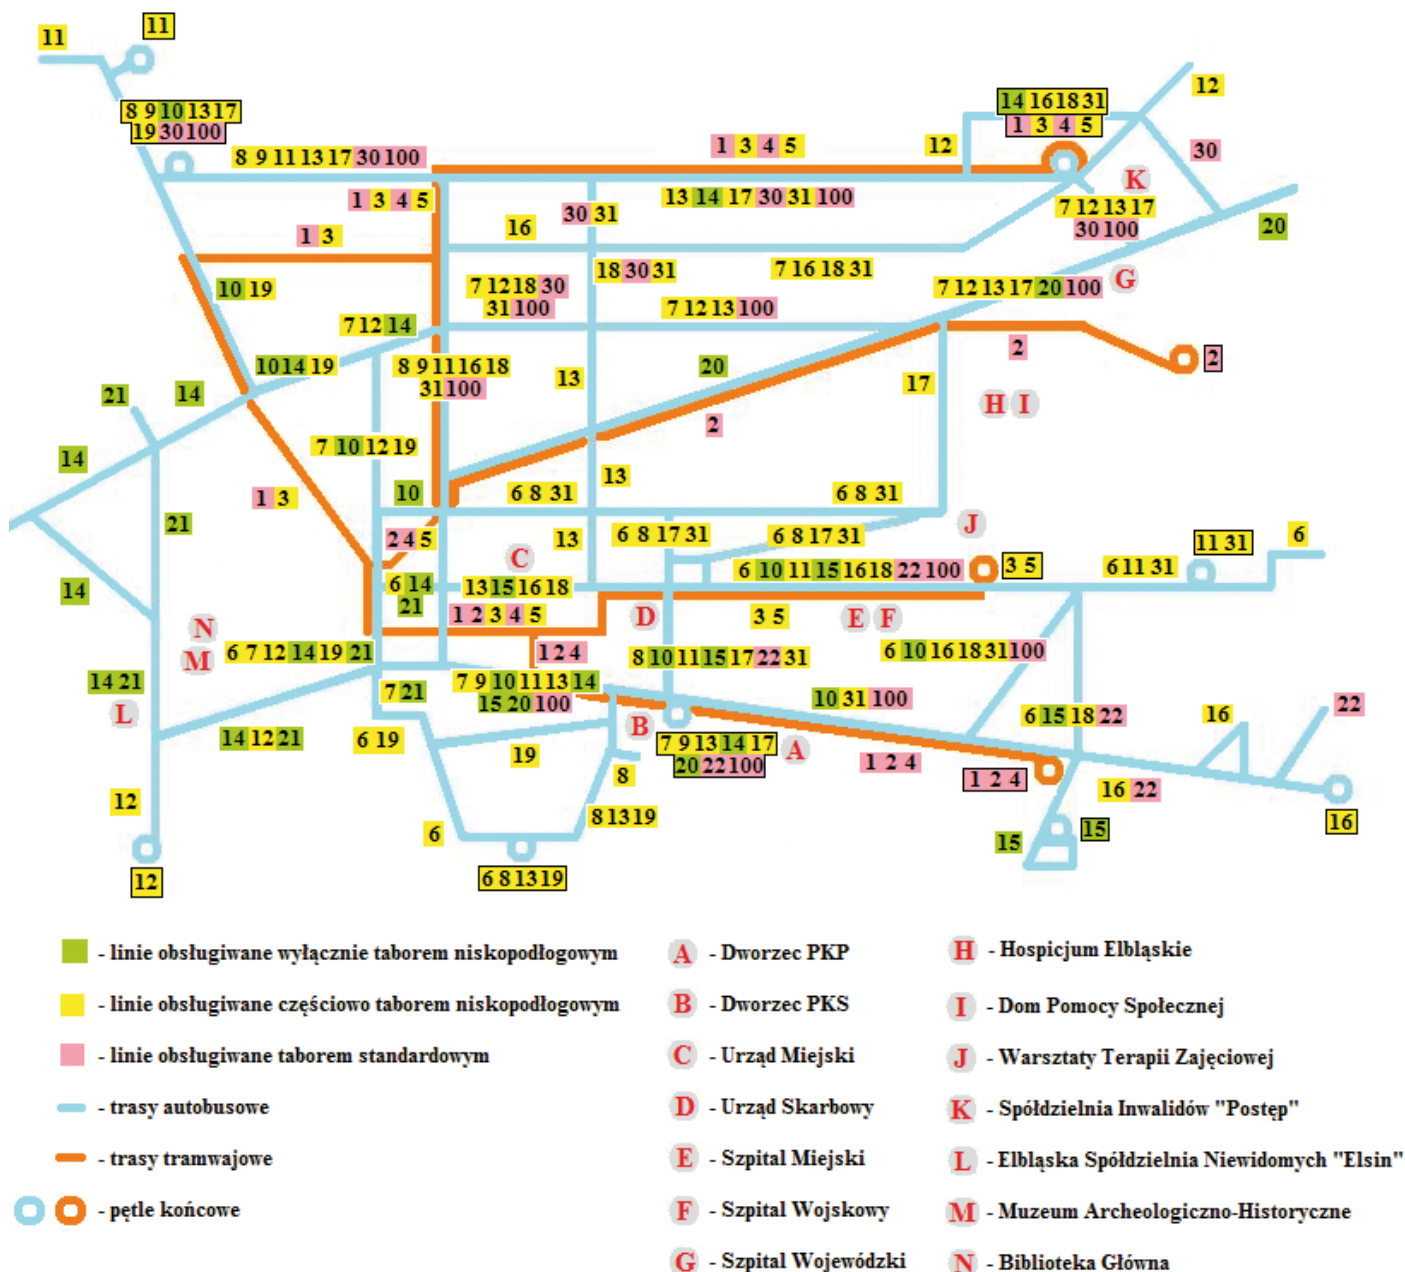 11
11
8 9 10 13 17
19 30 100
8 9 11 13 17 30 100
1 3 4 5
12
14 16 18 31
1 3 4 5
12
30
K
7 12 13 17
30 100
20
1 3 4 5
30 31
13 14 17 30 31 100
1 3
16
10 19
7 12 18 30
31 100
18 30 31
7 16 18 31
G
7 12 13 17 20 100
7 12 14
7 12 13 100
2
2
10 14 19
8 9 11 16 18
31 100
13
20
17
H I
21
14
2
14
7 10 12 19
13
1 3
10
6 8 31
6 8 31
21
2 4 5
C
13
6 8 17 31
6 8 17 31
J
11 31
6
14
6 14
21
13 15 16 18
6 10 11 15 16 18 22 100
3 5
6 11 31
1 2 3 4 5
D
3 5
E F
N
M
6 7 12 14 19 21
1 2 4
8 10 11 15 17 22 31
6 10 16 18 31 100
14 21
L
7 21
7 9 10 11 13 14
15 20 100
10 31 100
6 15 18 22
16
22
14 12 21
6 19
19
B
7 9 13 14 17
20 22 100
A
1 2 4
1 2 4
16 22
12
8
8 13 19
6
15
15
16
12
6 8 13 19
- linie obsługiwane wyłącznie taborem niskopodłogowym
- linie obsługiwane częściowo taborem niskopodłogowym
- linie obsługiwane taborem standardowym
- trasy autobusowe
- trasy tramwajowe
- pętle końcowe
A - Dworzec PKP
B - Dworzec PKS
C - Urząd Miejski
D - Urząd Skarbowy
E - Szpital Miejski
F - Szpital Wojskowy
G - Szpital Wojewódzki
H - Hospicjum Elbląskie
I - Dom Pomocy Społecznej
J - Warsztaty Terapii Zajęciowej
K - Spółdzielnia Inwalidów "Postęp"
L - Elbląska Spółdzielnia Niewidomych "Elsin"
M - Muzeum Archeologiczno-Historyczne
N - Biblioteka Główna